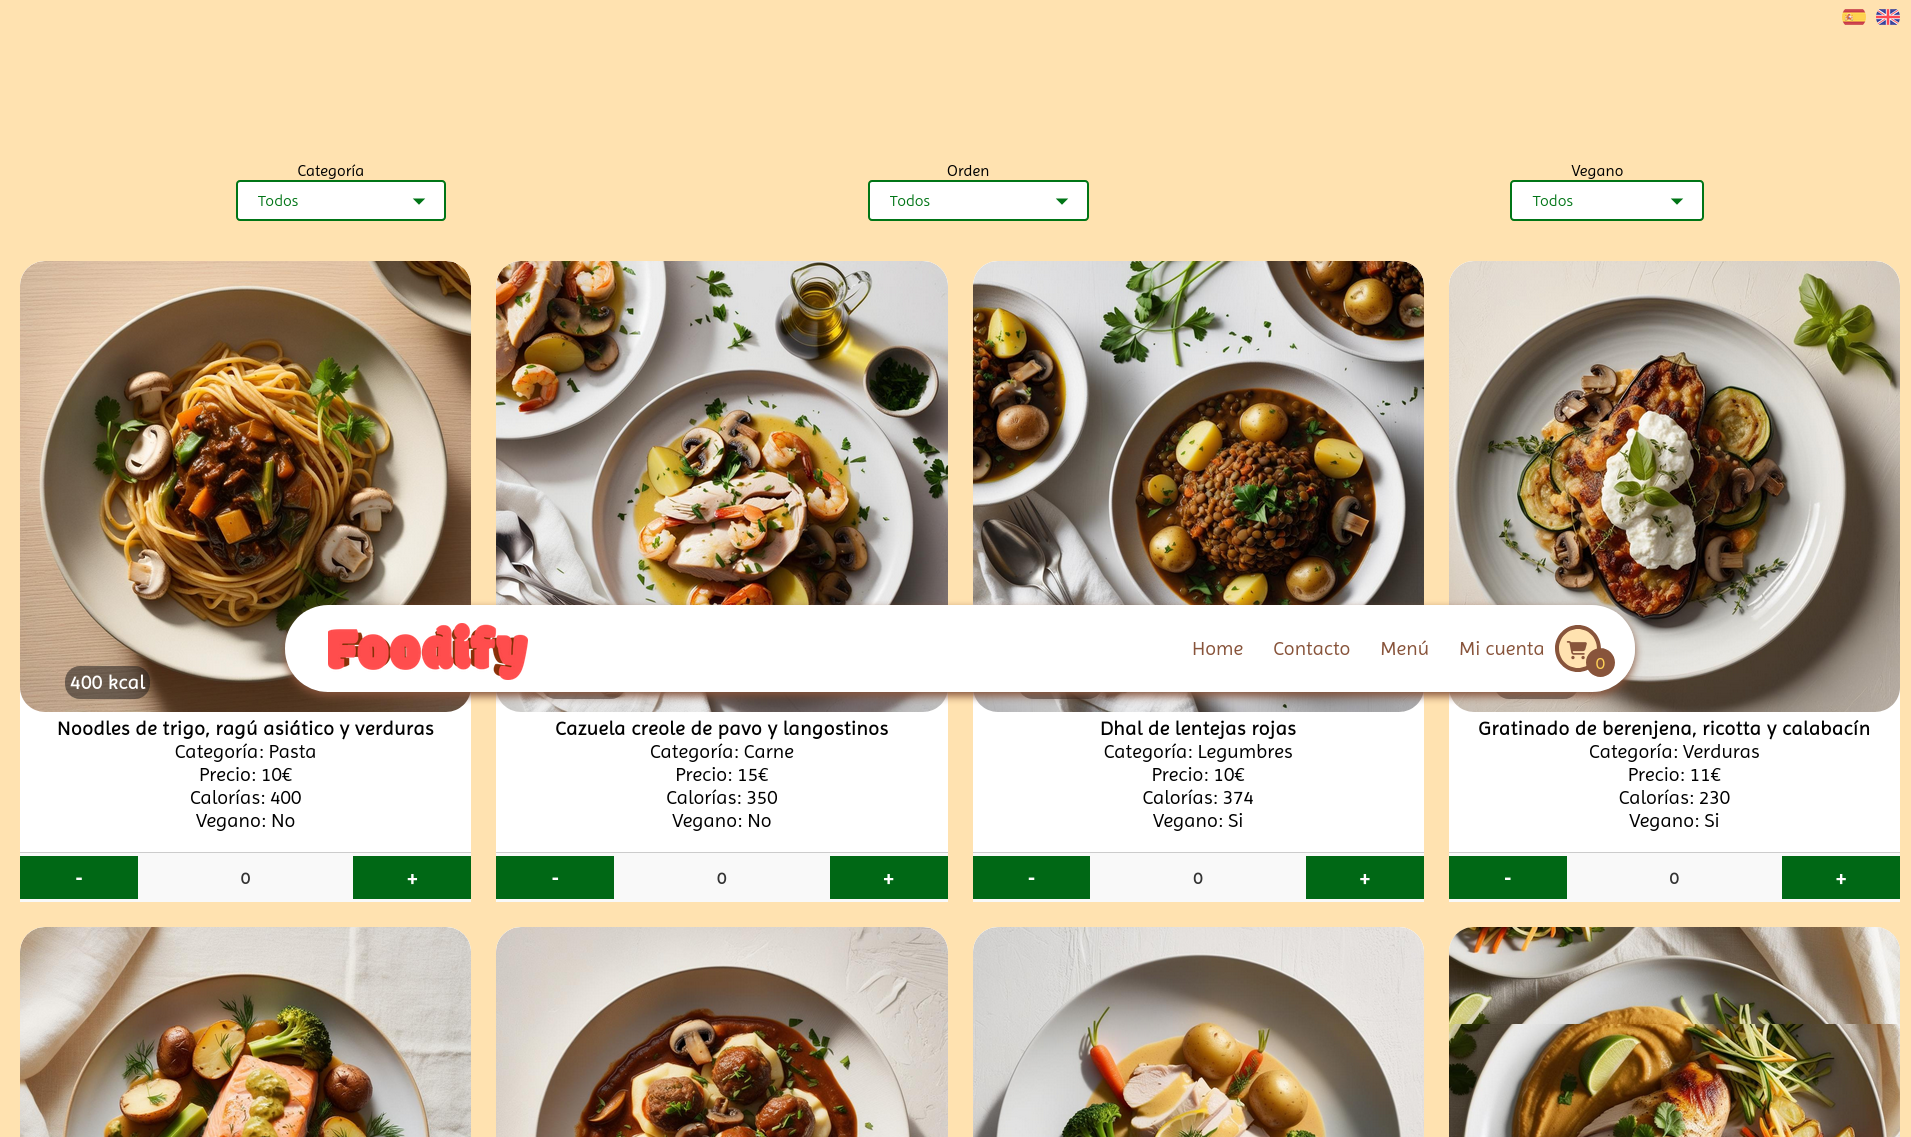 Categoría
Todos
Orden
Todos
Vegano
Todos
Foodify
Home
Contacto
Menú
Mi cuenta
0
400 kcal
Noodles de trigo, ragú asiático y verduras
Categoría: Pasta
Precio: 10€
Calorías: 400
Vegano: No
-
0
+
Cazuela creole de pavo y langostinos
Categoría: Carne
Precio: 15€
Calorías: 350
Vegano: No
-
0
+
Dhal de lentejas rojas
Categoría: Legumbres
Precio: 10€
Calorías: 374
Vegano: Si
-
0
+
Gratinado de berenjena, ricotta y calabacín
Categoría: Verduras
Precio: 11€
Calorías: 230
Vegano: Si
-
0
+